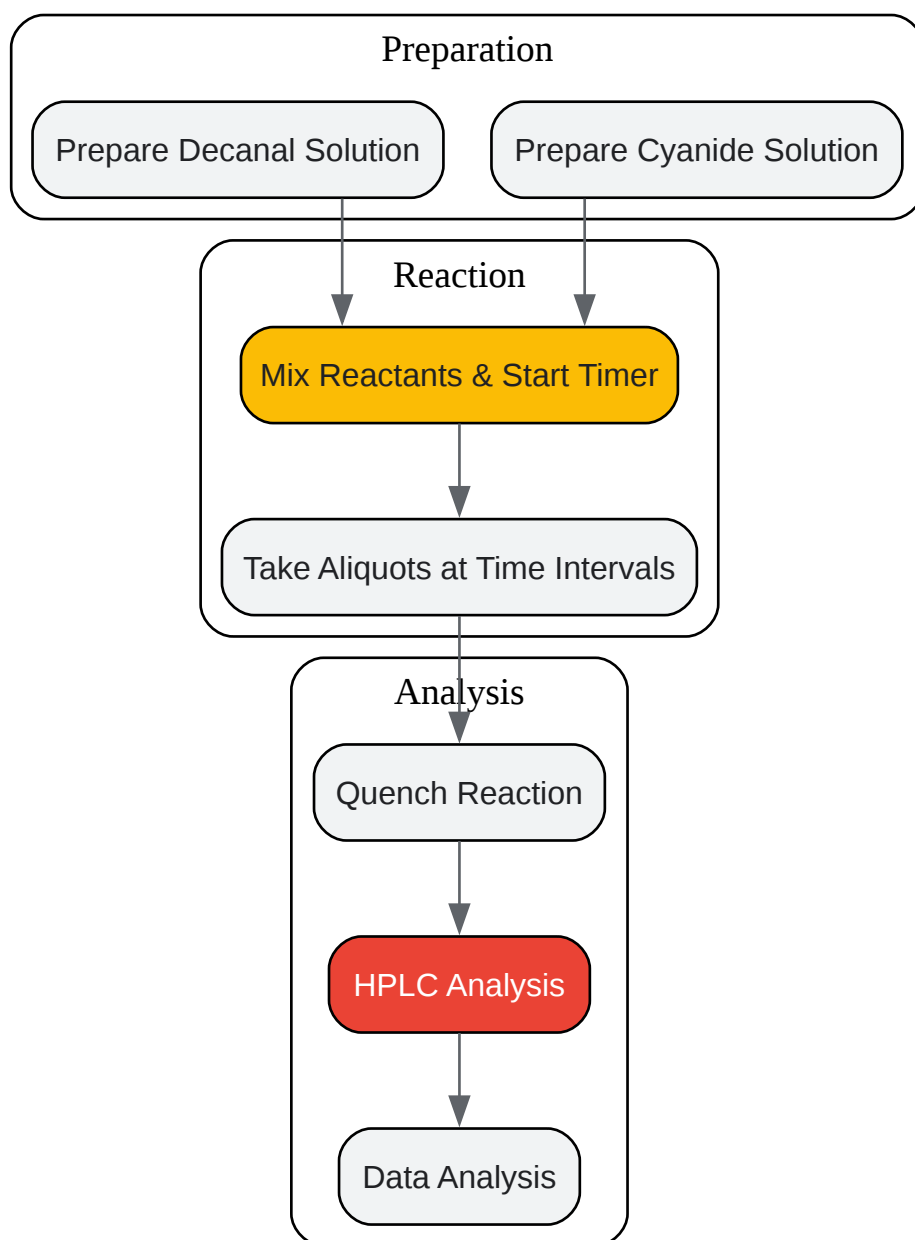 Preparation
Prepare Decanal Solution
Prepare Cyanide Solution
Reaction
Mix Reactants & Start Timer
Take Aliquots at Time Intervals
Analysis
Quench Reaction
HPLC Analysis
Data Analysis